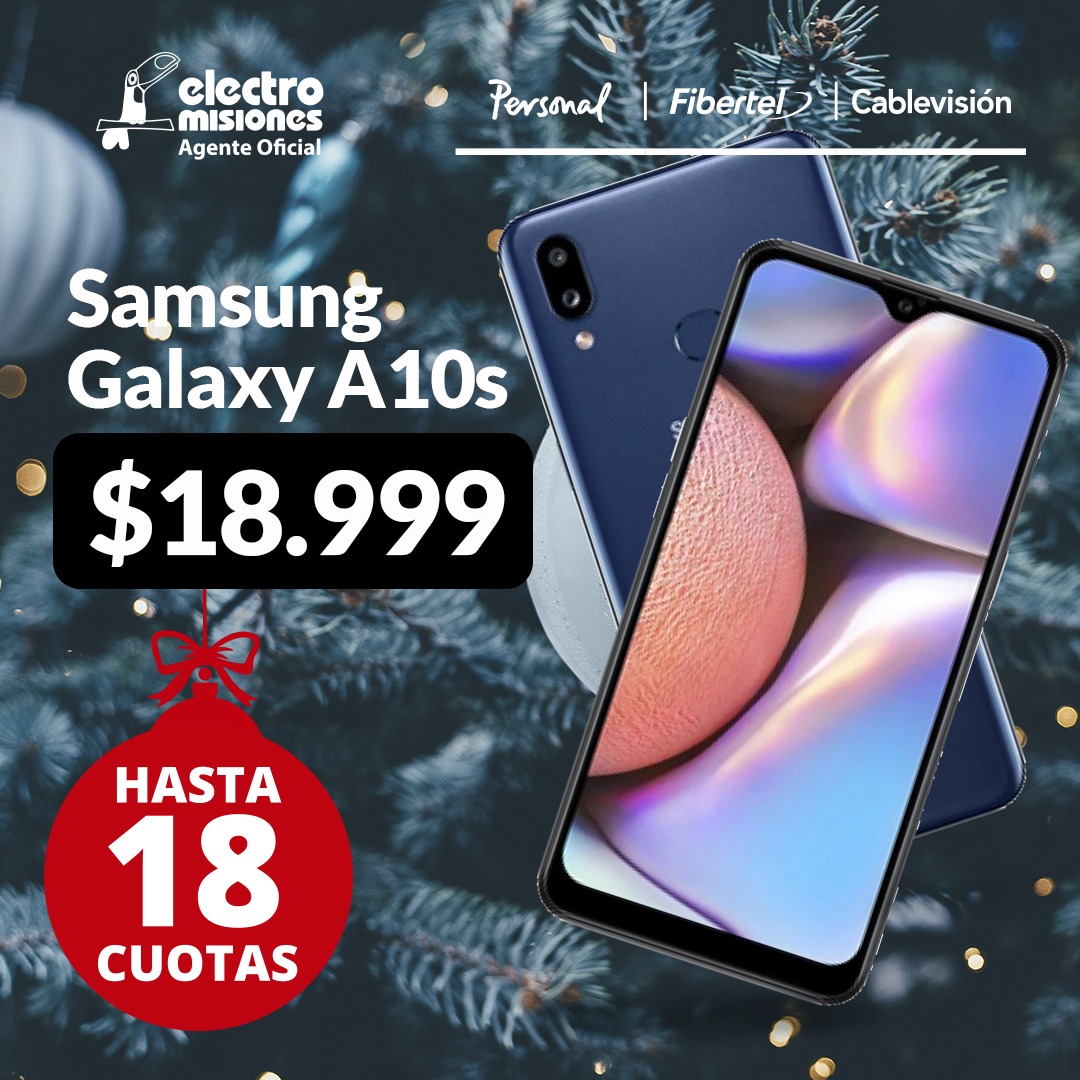 electro
misiones
Agente Oficial
Personal | Fibertel | Cablevisión
Samsung
Galaxy A10s
$18.999
HASTA
18
CUOTAS